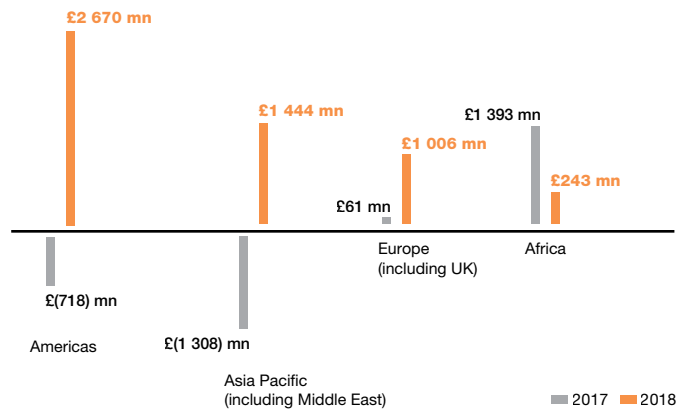 £2 670 mn
£1 444 mn
£1 393 mn
£1 006 mn
£243 mn
£61 mn
Europe
(including UK)
Africa
£(718) mn
Americas
£(1 308) mn
Asia Pacific
(including Middle East)
2017
2018